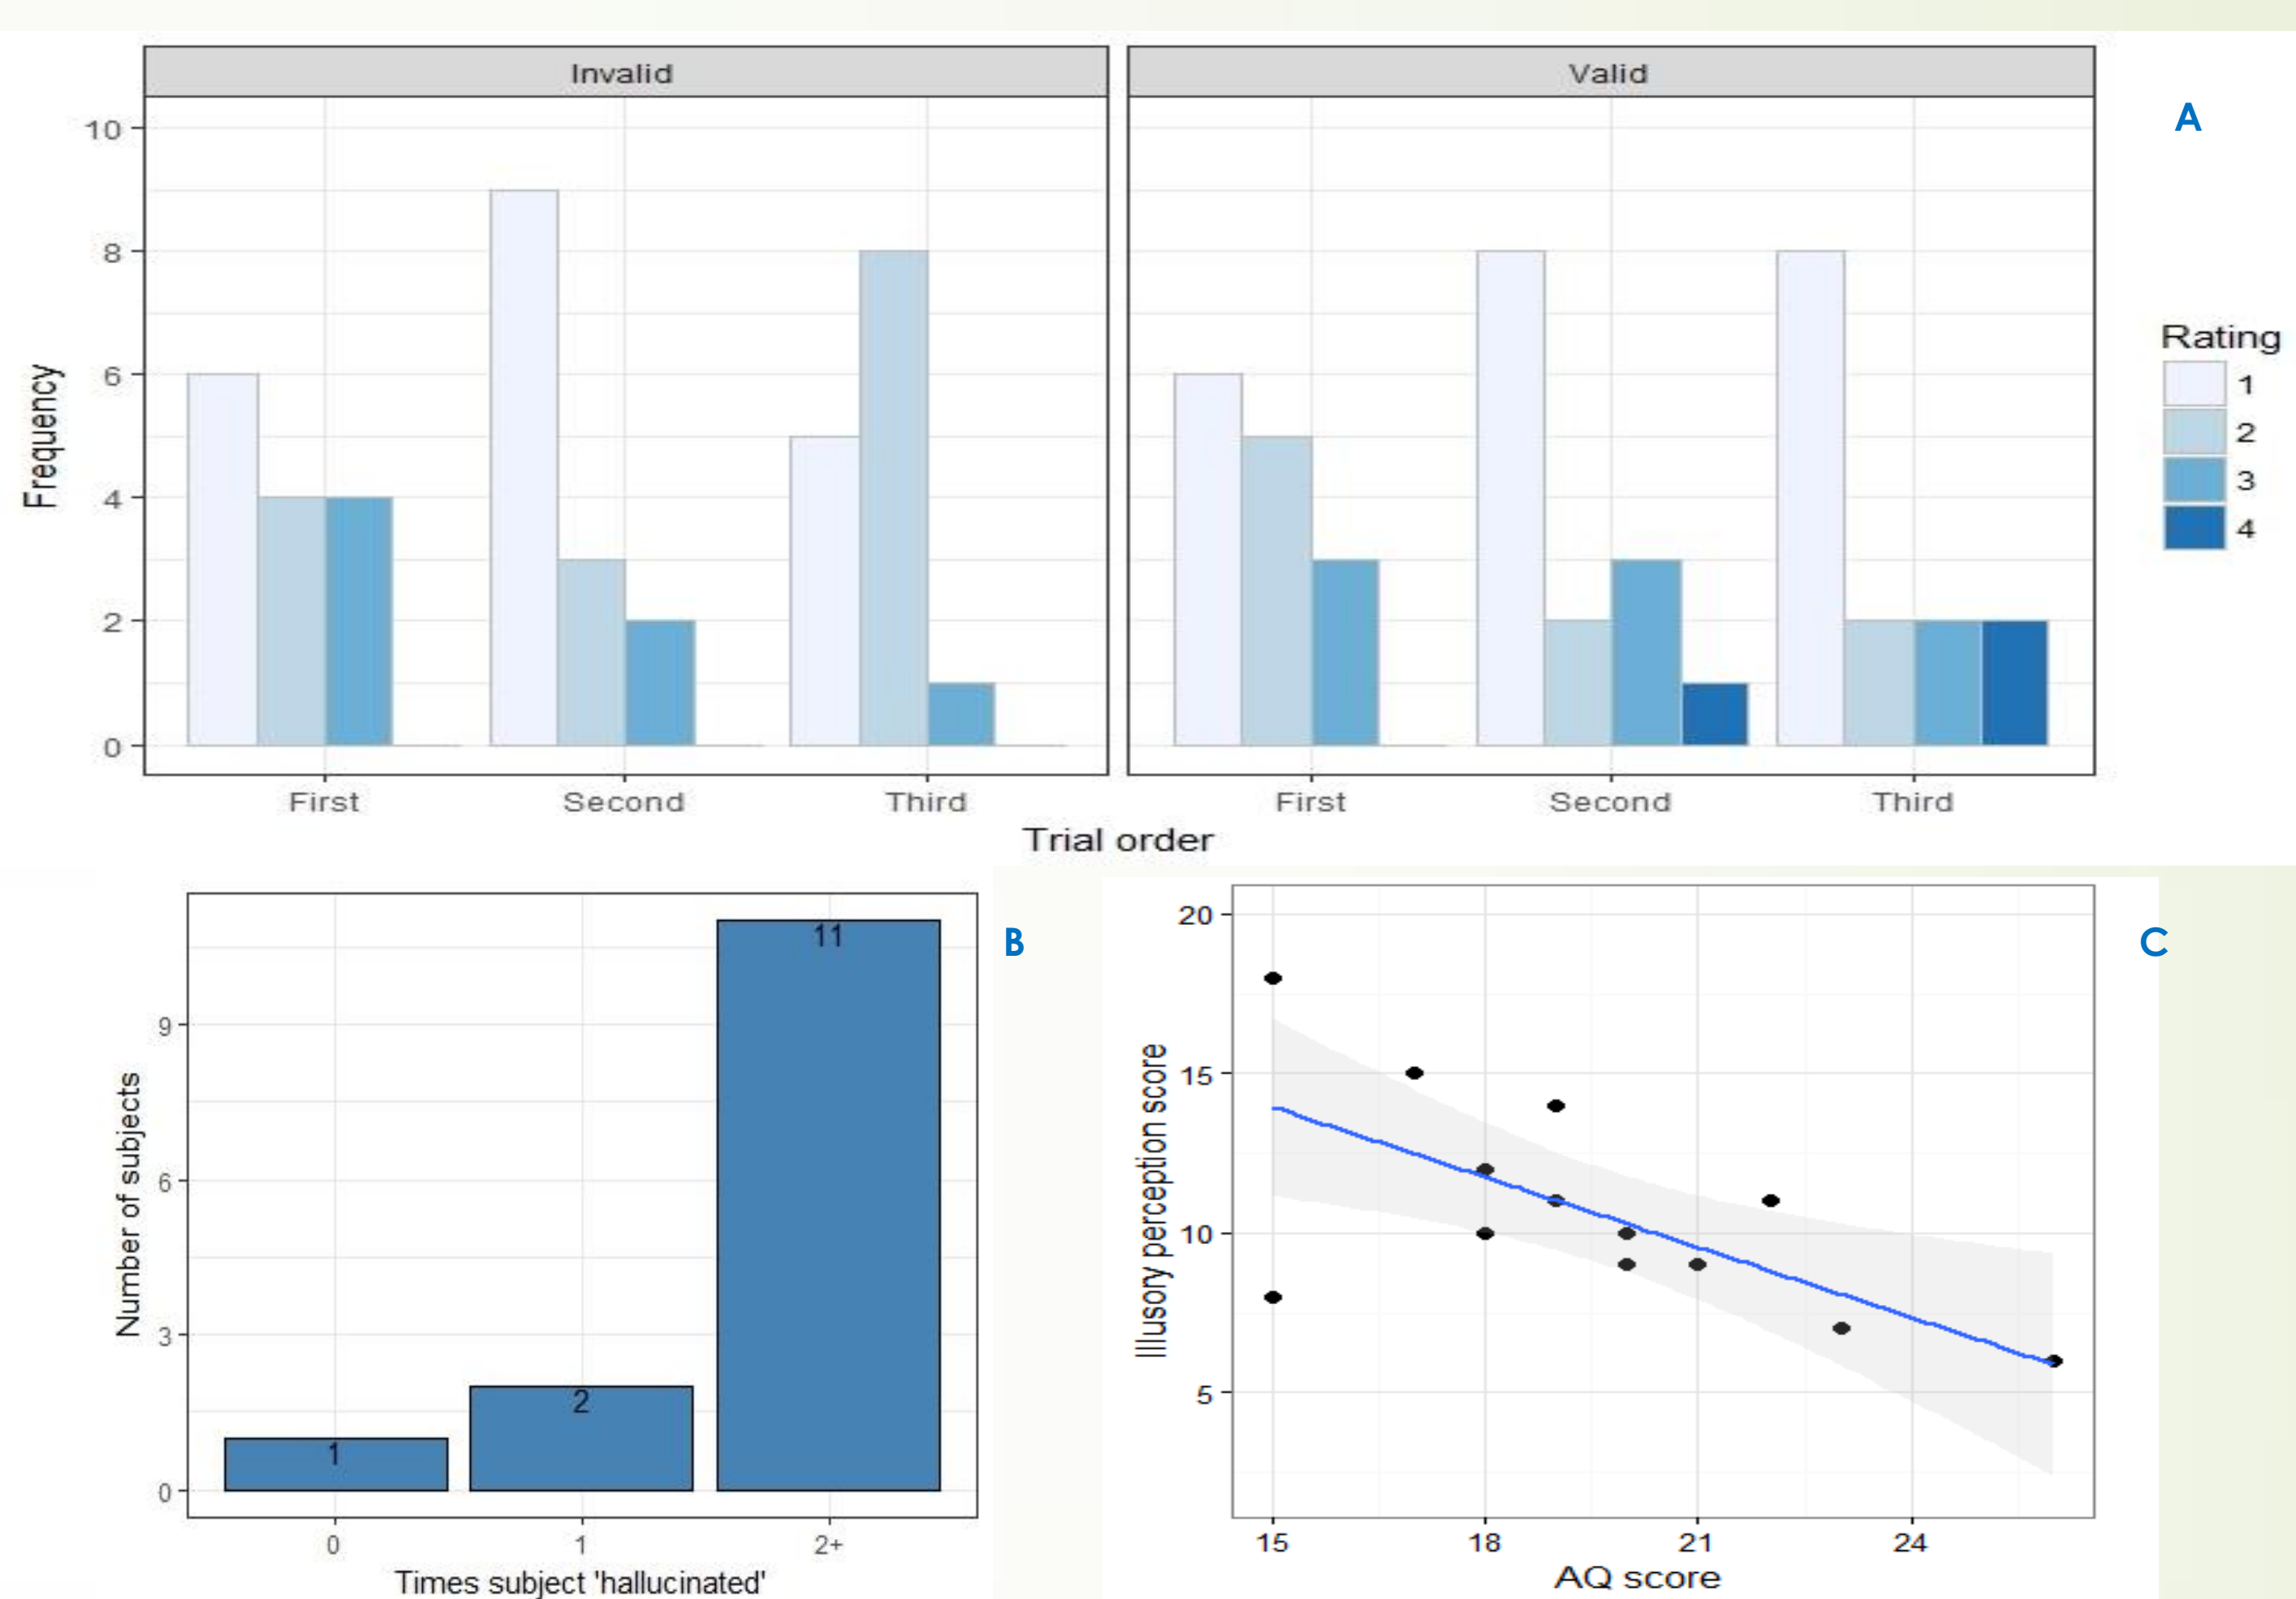 Invalid Valid
A
10
8
6
4
2
0
Frequency
Rating
1
2
3
4
First Second Third First Second Third
Trial order
B
11
2
1
9
6
3
0
Number of subjects
0 1 2+
Times subject 'hallucinated'
C
20
15
10
5
Illusory perception score
15 18 21 24
AQ score